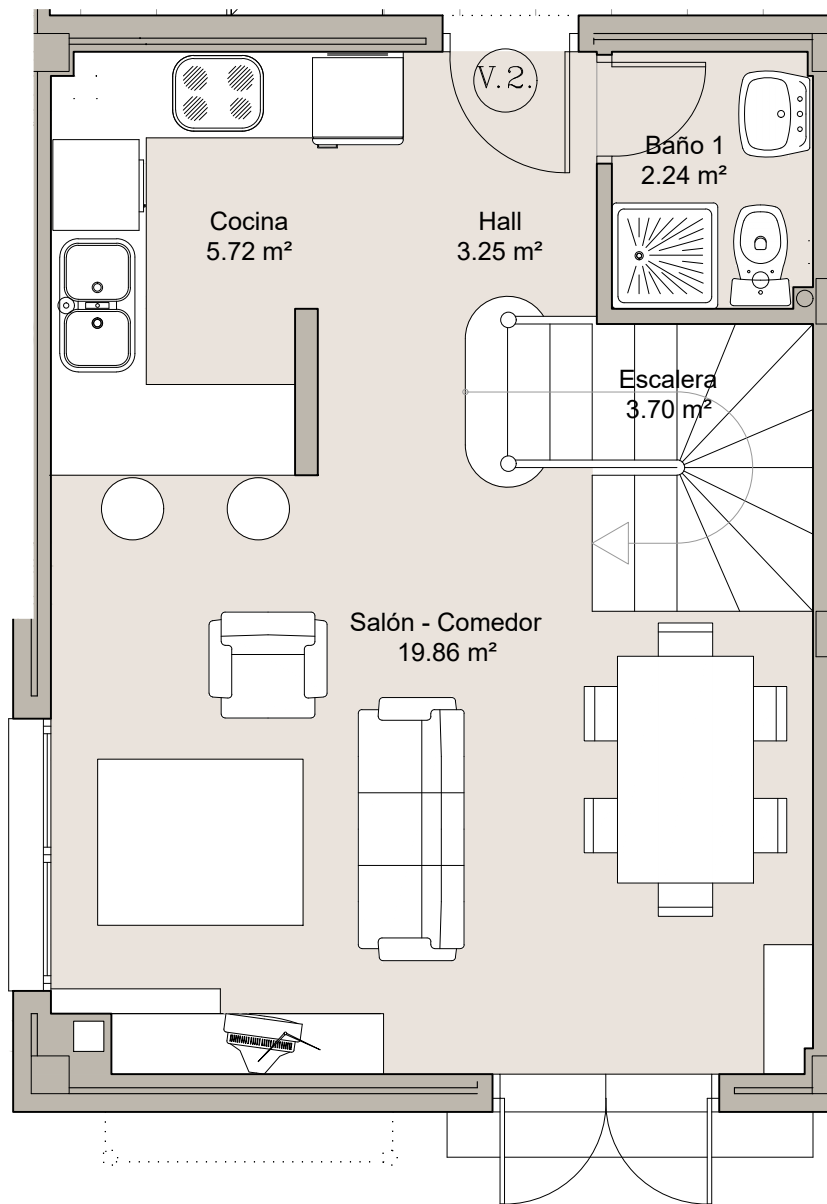 V.2.
Baño 1
2.24 m²
Cocina
5.72 m²
Hall
3.25 m²
Escalera
3.70 m²
Salón - Comedor
19.86 m²